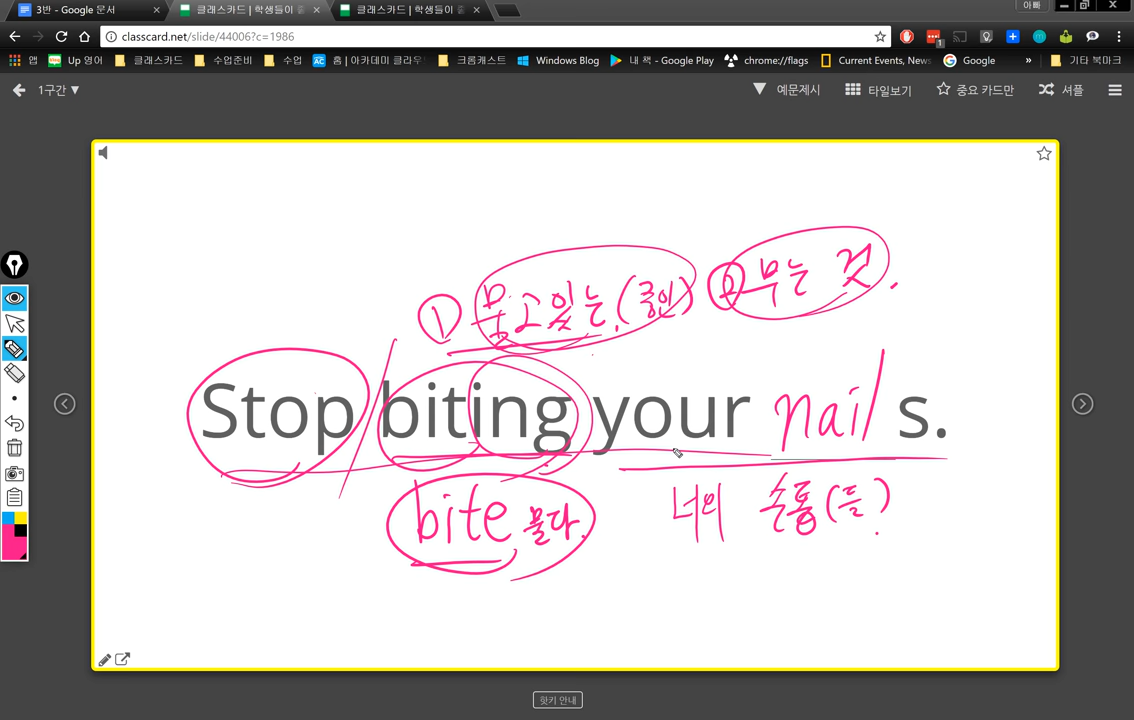 3반 - Google 문서
클래스카드 | 학생들이 줄
클래스카드 | 학생들이 줄
아빠
classcard.net/slide/44006?c=1986
앱 Up 영어 클래스카드 수업준비 수업 홈 | 아카데미 클라우 크롬캐스트 Windows Blog 내 책 - Google Play chrome://flags Current Events, News Google » 기타 북마크
1구간 ▼ ▼ 예문제시 타일보기 중요 카드만 셔플
① 물고있는 (중인) ② 무는 것.
Stop / biting your nail s.
bite 물다. 너의 손톱(들?)
핫키 안내